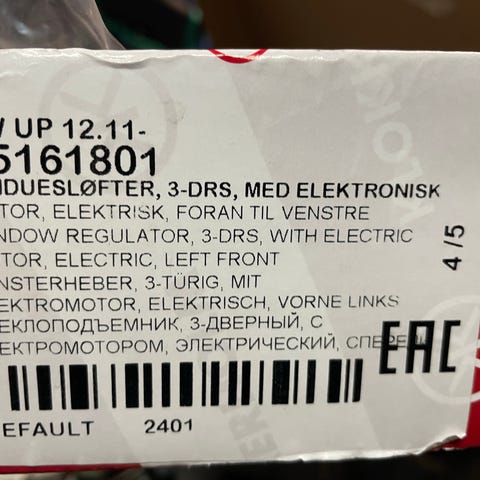 UP 12.11-
5161801
NDUESLØFTER, 3-DRS, MED ELEKTRONISK
TOR, ELEKTRISK, FORAN TIL VENSTRE
NDOW REGULATOR, 3-DRS, WITH ELECTRIC
TOR, ELECTRIC, LEFT FRONT
NSTERHEBER, 3-TÜRIG, MIT
EKTROMOTOR, ELEKTRISCH, VORNE LINKS
ЕКЛОПОДЪЕМНИК, 3-ДВЕРНЫЙ, С
ЕКТРОМОТОРОМ, ЭЛЕКТРИЧЕСКИЙ,
EAC
4/5
EFAULT 2401
KLOK